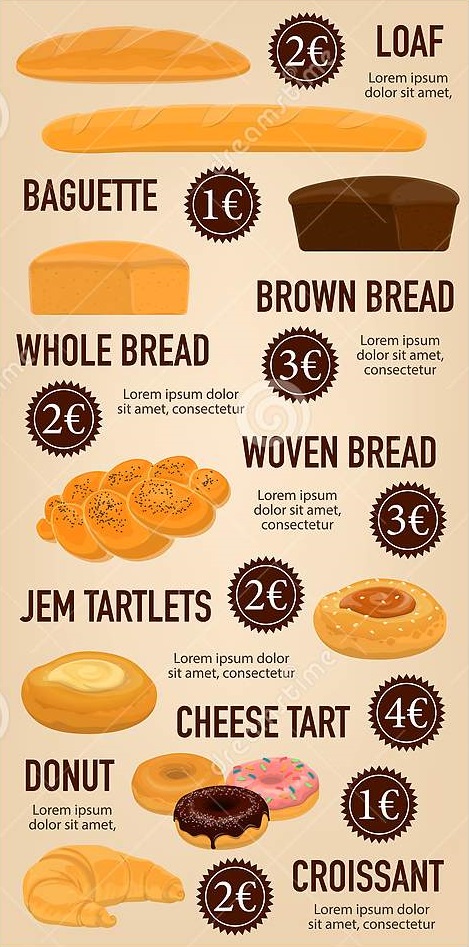 2€
LOAF
Lorem ipsum
dolor sit amet,
BAGUETTE
1€
BROWN BREAD
3€
Lorem ipsum
dolor sit amet,
consectetur
WHOLE BREAD
2€
Lorem ipsum dolor
sit amet, consectetur
WOVEN BREAD
Lorem ipsum
dolor sit amet,
consectetur
3€
JEM TARTLETS
2€
Lorem ipsum dolor
sit amet, consectetur
CHEESE TART
4€
DONUT
Lorem ipsum
dolor sit amet,
1€
2€
CROISSANT
Lorem ipsum dolor
sit amet, consectetur
dreamstime
dreamstime